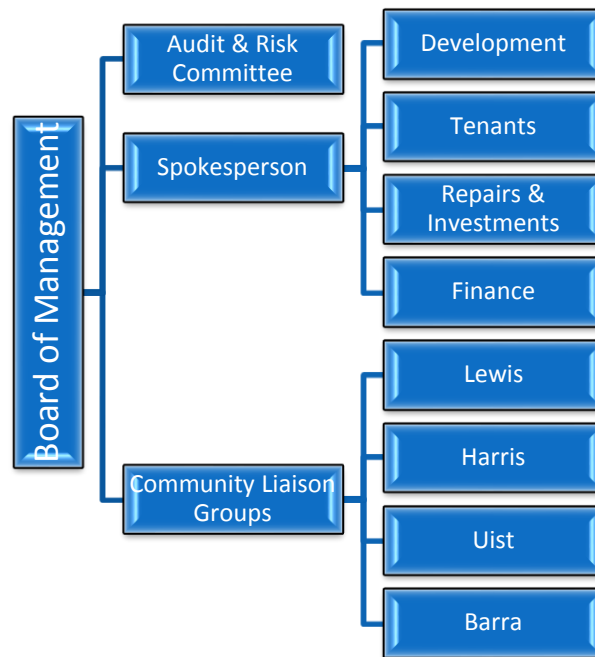 Board of Management
Audit & Risk
Committee
Spokesperson
Community Liaison
Groups
Development
Tenants
Repairs &
Investments
Finance
Lewis
Harris
Uist
Barra